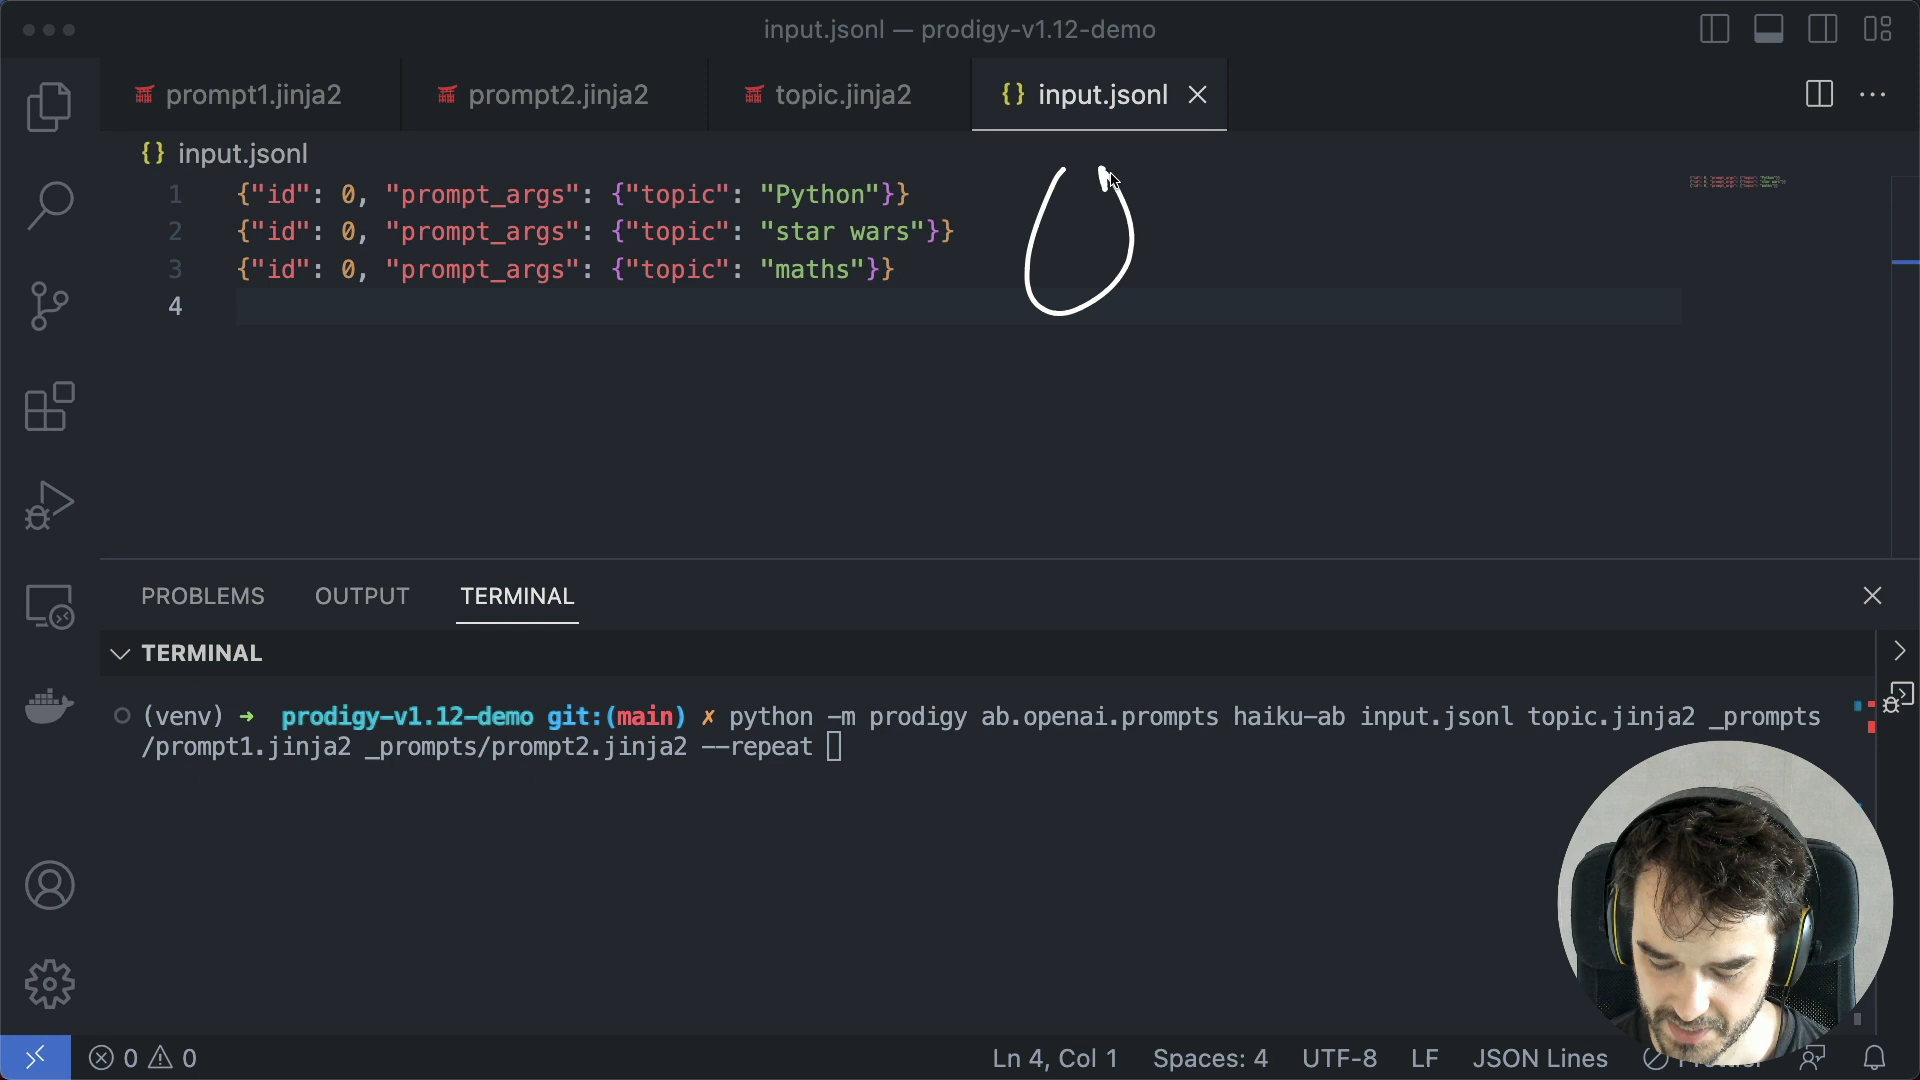 input.jsonl — prodigy-v1.12-demo
prompt1.jinja2 prompt2.jinja2 topic.jinja2 {} input.jsonl
{} input.jsonl
1 {"id": 0, "prompt_args": {"topic": "Python"}}
2 {"id": 0, "prompt_args": {"topic": "star wars"}}
3 {"id": 0, "prompt_args": {"topic": "maths"}}
4
PROBLEMS OUTPUT TERMINAL
TERMINAL
(venv) ➜ prodigy-v1.12-demo git:(main) ✗ python -m prodigy ab.openai.prompts haiku-ab input.jsonl topic.jinja2 _prompts
/prompt1.jinja2 _prompts/prompt2.jinja2 --repeat
0 0 Ln 4, Col 1 Spaces: 4 UTF-8 LF JSON Lines